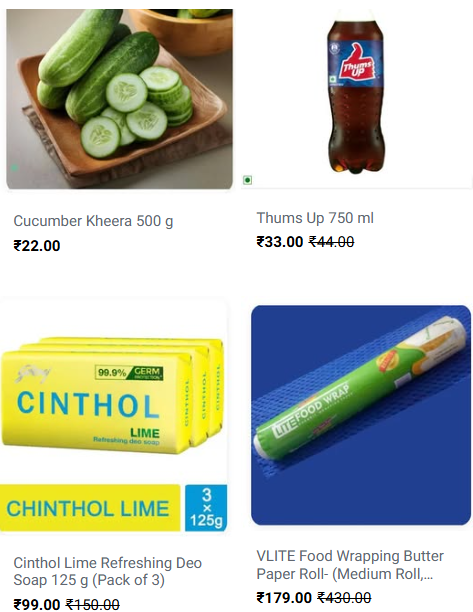 Thums
UP
Cucumber Kheera 500 g
₹22.00
Thums Up 750 ml
₹33.00 ₹44.00
99.9% GERM
PROTECTION
CINTHOL
LIME
Refreshing deo soap
CHINTHOL LIME
3
x
125g
LITEFOOD WRAP
Cinthol Lime Refreshing Deo
Soap 125 g (Pack of 3)
₹99.00 ₹150.00
VLITE Food Wrapping Butter
Paper Roll- (Medium Roll,...
₹179.00 ₹430.00